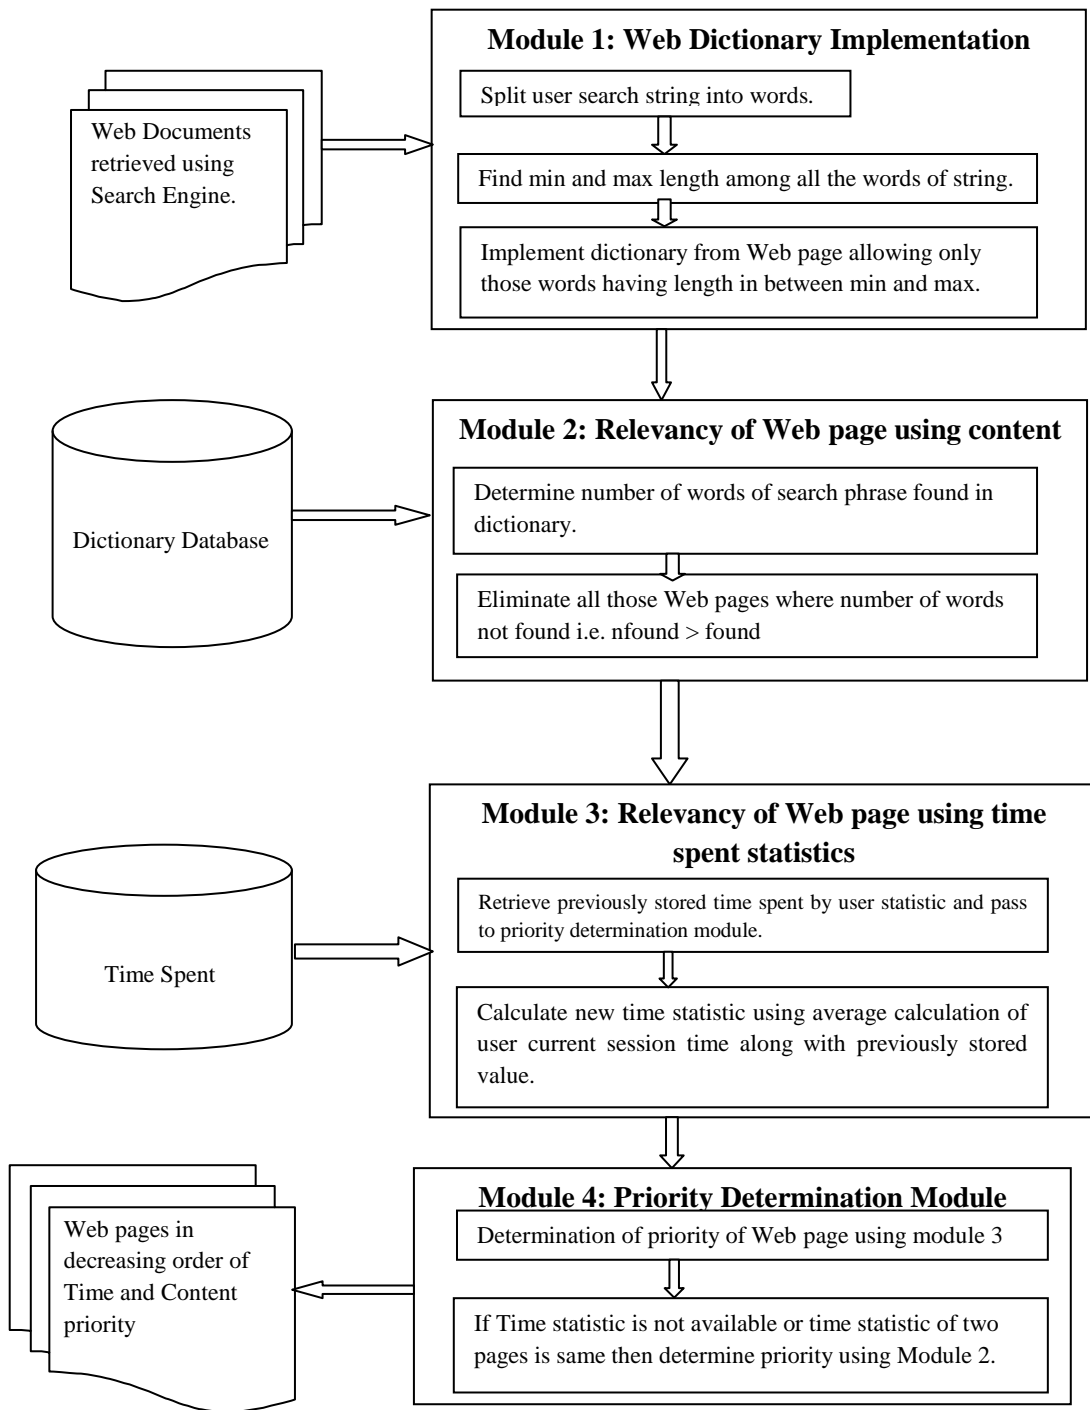 Module 1: Web Dictionary Implementation
Split user search string into words.
Web Documents
retrieved using
Search Engine.
Find min and max length among all the words of string.
Implement dictionary from Web page allowing only
those words having length in between min and max.
Module 2: Relevancy of Web page using content
Determine number of words of search phrase found in
dictionary.
Dictionary Database
Eliminate all those Web pages where number of words
not found i.e. nfound > found
Module 3: Relevancy of Web page using time
spent statistics
Retrieve previously stored time spent by user statistic and pass
to priority determination module.
Time Spent
Calculate new time statistic using average calculation of
user current session time along with previously stored
value.
Module 4: Priority Determination Module
Determination of priority of Web page using module 3
Web pages in
decreasing order of
Time and Content
priority
If Time statistic is not available or time statistic of two
pages is same then determine priority using Module 2.